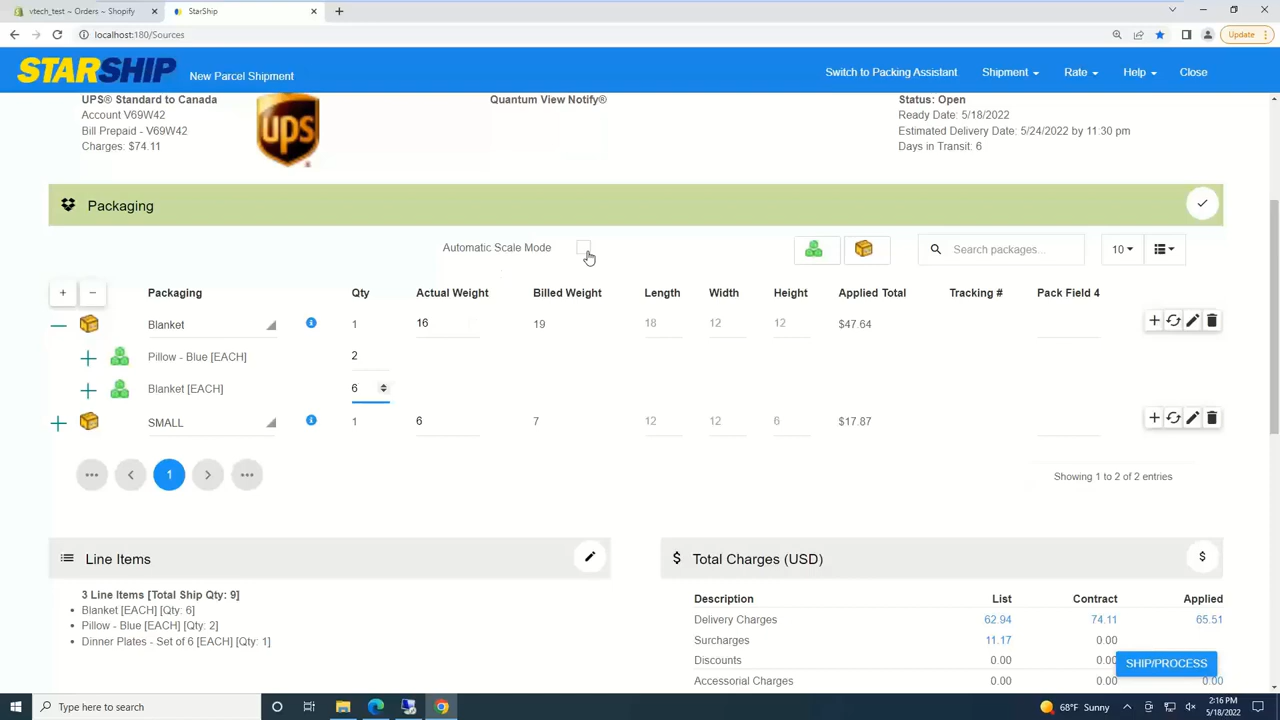 vtech_test ~ Orders ~ Shopify
StarShip
localhost:180/Sources
Update
STARSHIP
New Parcel Shipment
Switch to Packing Assistant
Shipment
Rate
Help
Close
UPS® Standard to Canada
Account V69W42
Bill Prepaid - V69W42
Charges: $74.11
ups
Quantum View Notify®
Status: Open
Ready Date: 5/18/2022
Estimated Delivery Date: 5/24/2022 by 11:30 pm
Days in Transit: 6
Packaging
Automatic Scale Mode
Search packages...
10
Packaging Qty Actual Weight Billed Weight Length Width Height Applied Total Tracking # Pack Field 4
Blanket 1 16 19 18 12 12 $47.64
Pillow - Blue [EACH] 2
Blanket [EACH] 6
SMALL 1 6 7 12 12 6 $17.87
1
Showing 1 to 2 of 2 entries
Line Items
3 Line Items [Total Ship Qty: 9]
Blanket [EACH] [Qty: 6]
Pillow - Blue [EACH] [Qty: 2]
Dinner Plates - Set of 6 [EACH] [Qty: 1]
$ Total Charges (USD) $
Description List Contract Applied
Delivery Charges 62.94 74.11 65.51
Surcharges 11.17 0.00
Discounts 0.00 0.00
Accessorial Charges 0.00 0.00 0.00
SHIP/PROCESS
Type here to search
68°F Sunny
2:16 PM
5/18/2022